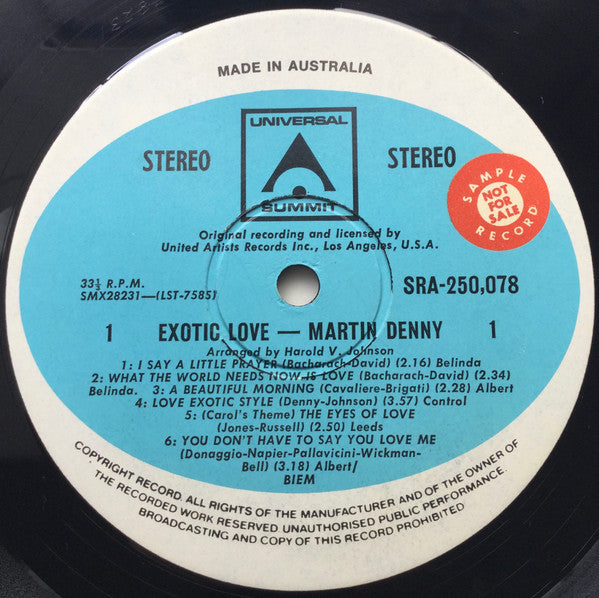 MADE IN AUSTRALIA
UNIVERSAL
SUMMIT
STEREO
STEREO
SAMPLE
NOT
FOR
SALE
RECORD
Original recording and licensed by
United Artists Records Inc., Los Angeles, U.S.A.
33⅓ R.P.M.
SMX28231—(LST-7585)
SRA-250,078
1 EXOTIC LOVE — MARTIN DENNY 1
Arranged by Harold V. Johnson
1: I SAY A LITTLE PRAYER (Bacharach-David) (2.16) Belinda
2: WHAT THE WORLD NEEDS NOW IS LOVE (Bacharach-David) (2.34)
Belinda. 3: A BEAUTIFUL MORNING (Cavaliere-Brigati) (2.28) Albert
4: LOVE EXOTIC STYLE (Denny-Johnson) (3.57) Control
5: (Carol's Theme) THE EYES OF LOVE
(Jones-Russell) (2.50) Leeds
6: YOU DON'T HAVE TO SAY YOU LOVE ME
(Donaggio-Napier-Pallavicini-Wickman-
Bell) (3.18) Albert/
BIEM
COPYRIGHT RECORD. ALL RIGHTS OF THE MANUFACTURER AND OF THE OWNER OF
THE RECORDED WORK RESERVED UNAUTHORISED PUBLIC PERFORMANCE.
BROADCASTING AND COPY OF THIS RECORD PROHIBITED